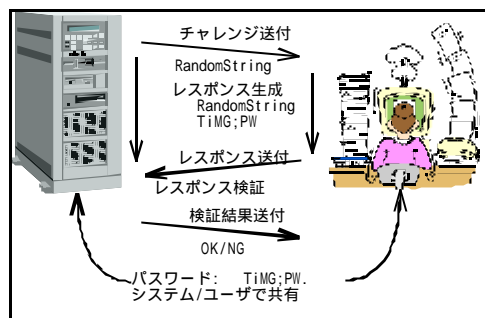 チャレンジ送付
RandomString
レスポンス生成
RandomString
TiMG;PW
レスポンス送付
レスポンス検証
検証結果送付
OK/NG
パスワード: TiMG;PW.
システム/ユーザで共有